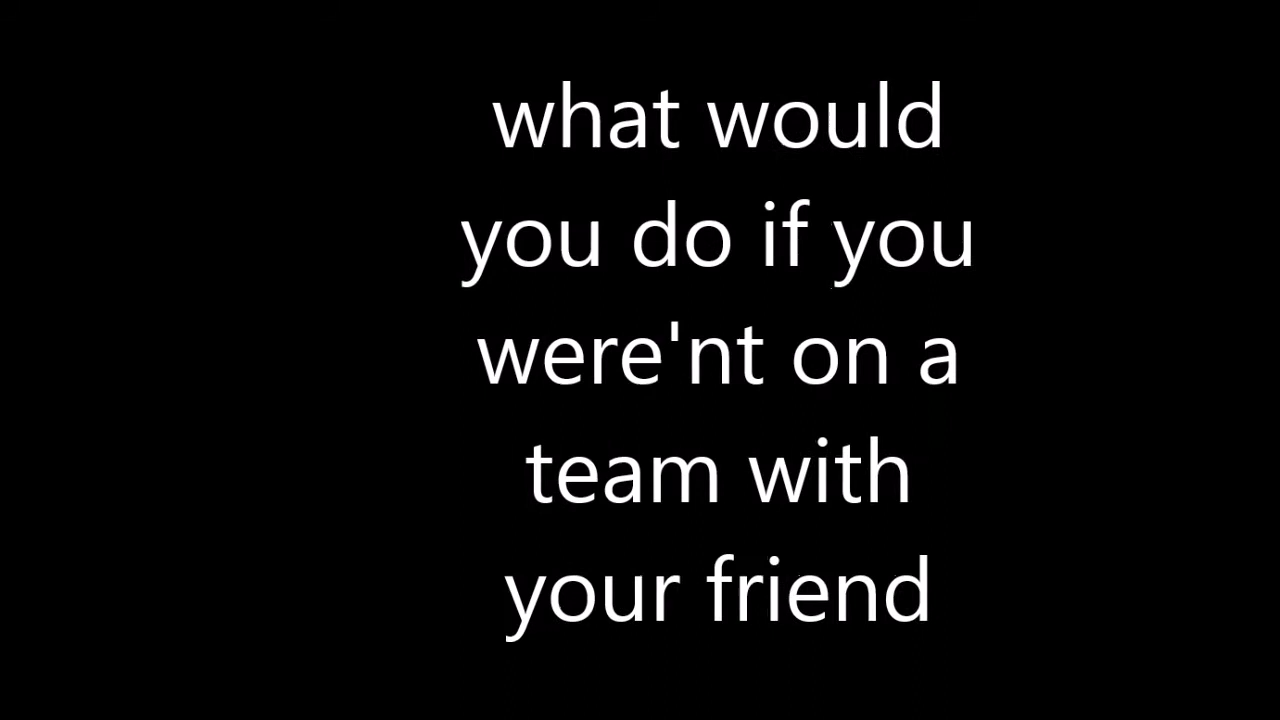 what would
you do if you
were'nt on a
team with
your friend